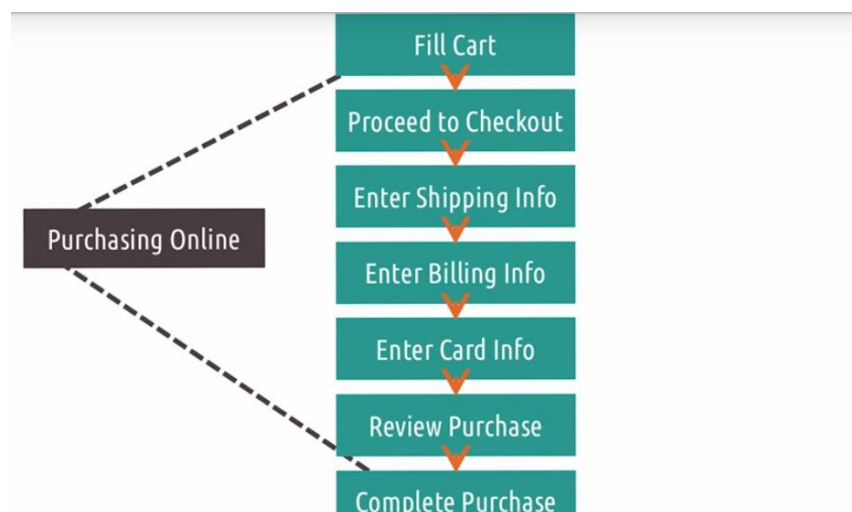 Fill Cart
Proceed to Checkout
Enter Shipping Info
Purchasing Online
Enter Billing Info
Enter Card Info
Review Purchase
Complete Purchase